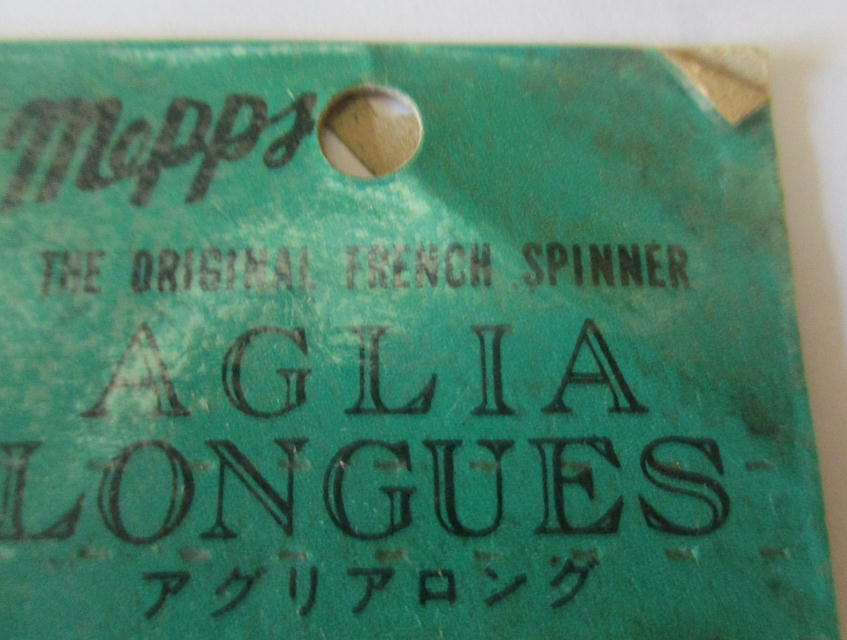 Mepps
THE ORIGINAL FRENCH SPINNER
AGLIA
LONGUES
アグリアロング